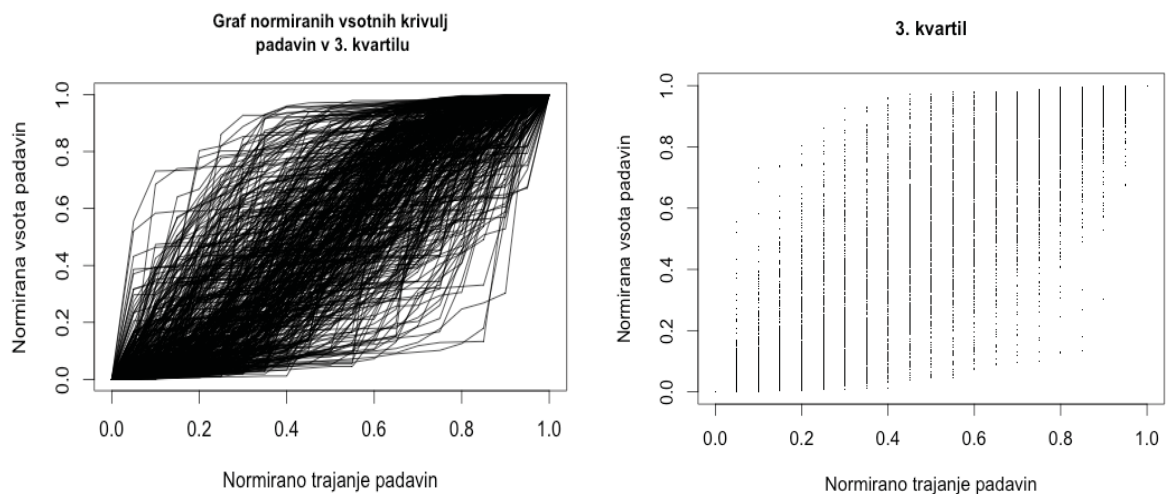 Graf normiranih vsotnih krivulj
padavin v 3. kvartilu
Normirana vsota padavin
1.0
0.8
0.6
0.4
0.2
0.0
0.0 0.2 0.4 0.6 0.8 1.0
Normirano trajanje padavin
3. kvartil
Normirana vsota padavin
1.0
0.8
0.6
0.4
0.2
0.0
0.0 0.2 0.4 0.6 0.8 1.0
Normirano trajanje padavin